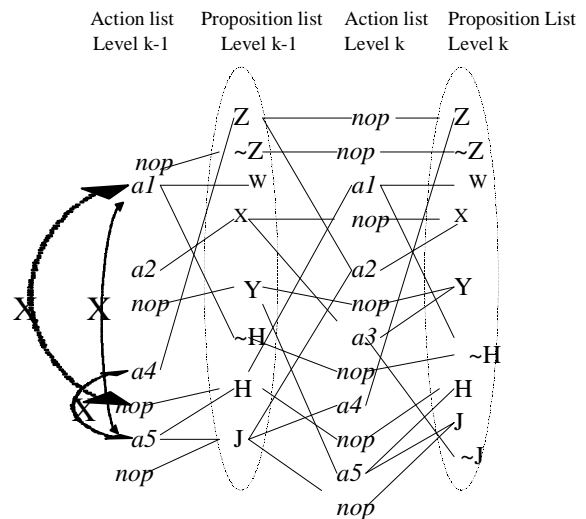 Action list Proposition list Action list Proposition List
Level k-1 Level k-1 Level k Level k
Z nop Z
nop ~Z nop ~Z
a1 W a1 W
X nop X
a2 a2
X X nop Y nop Y
~H a3 ~H
a4 nop
X nop H a4 H
a5 J nop J
nop a5 ~J
nop